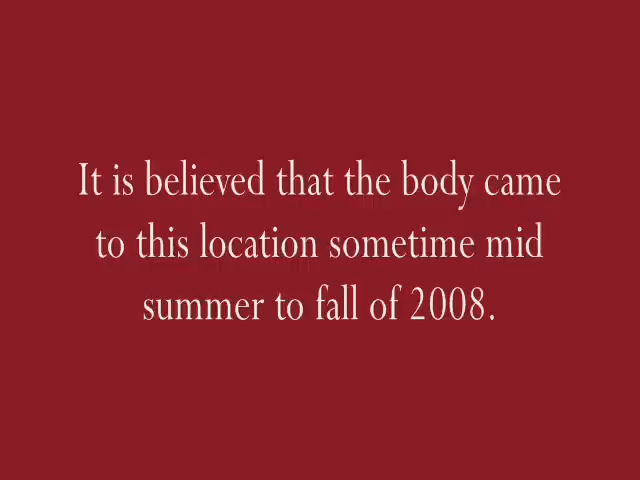 It is believed that the body came
to this location sometime mid
summer to fall of 2008.